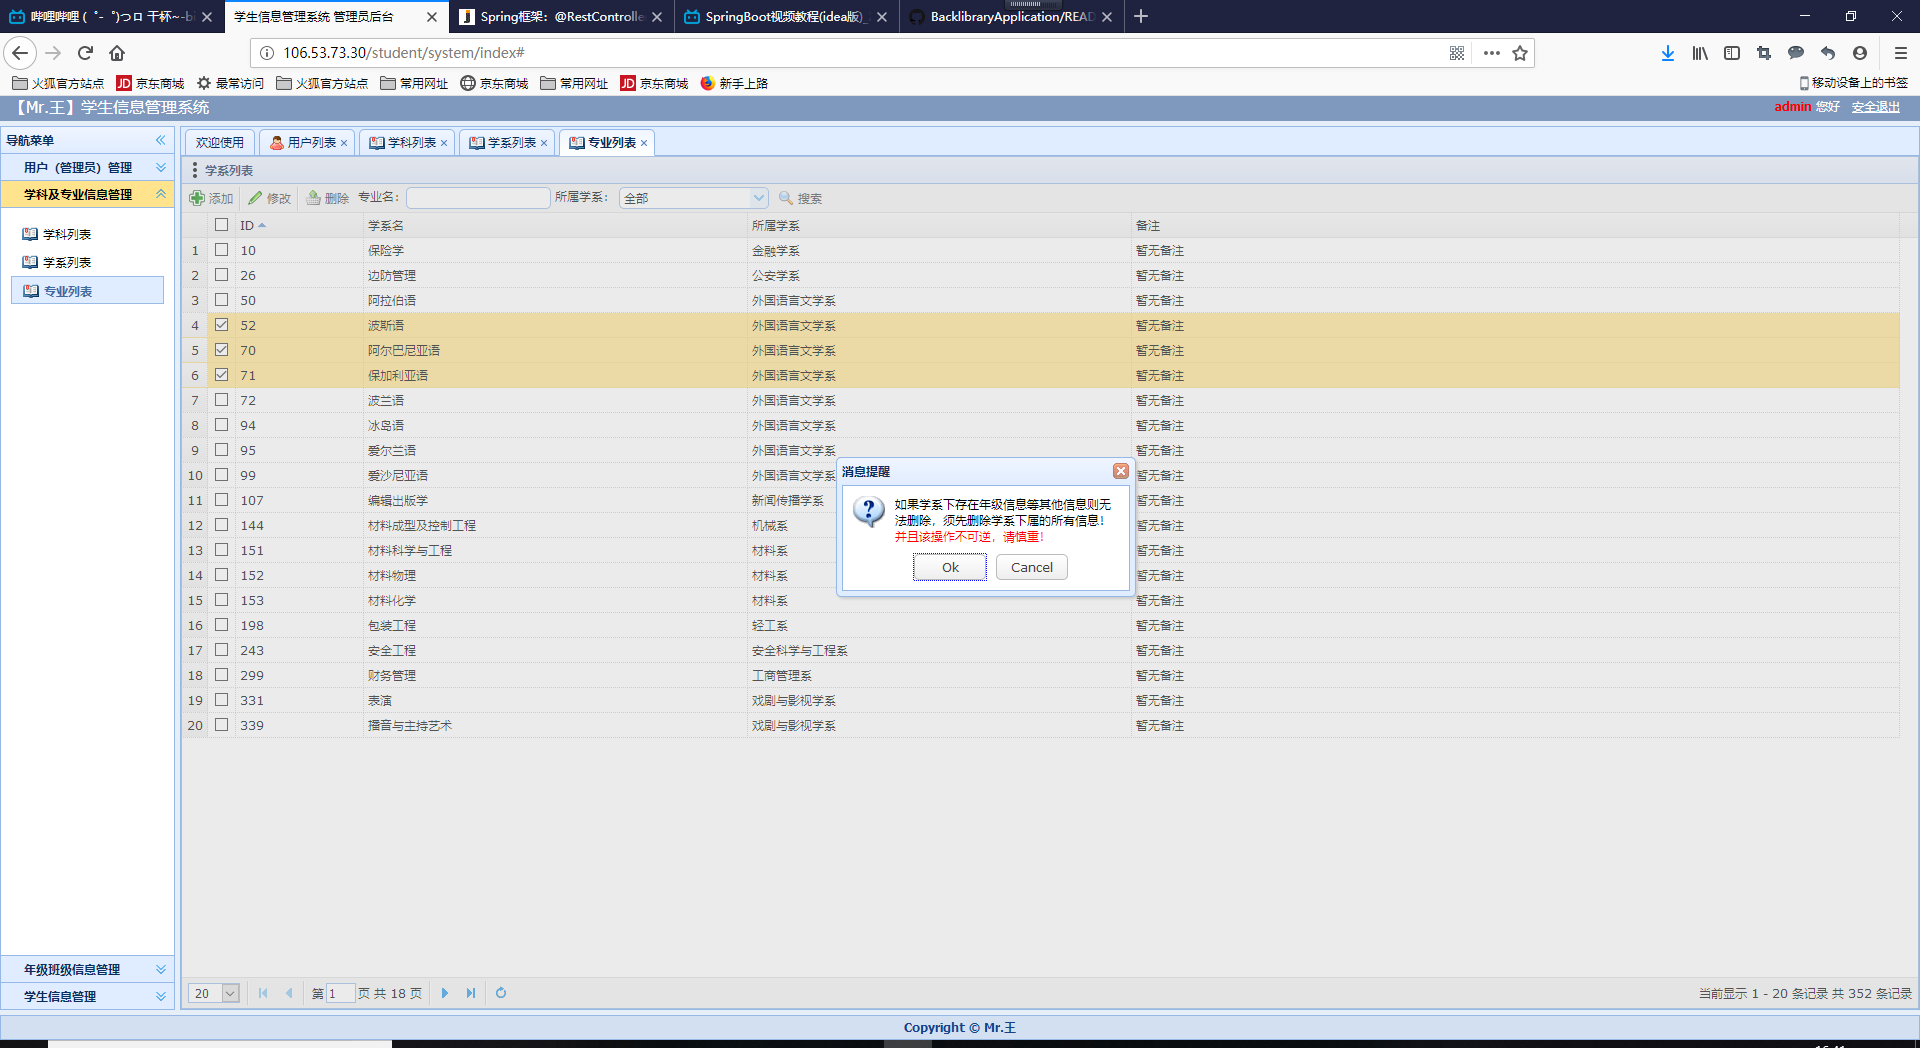 哔哩哔哩 ( ゜- ゜)つロ 干杯~-b
学生信息管理系统 管理员后台
Spring框架：@RestControlle
SpringBoot视频教程(idea版)_
BacklibraryApplication/READ
106.53.73.30/student/system/index#
火狐官方站点 JD 京东商城 最常访问 火狐官方站点 常用网址 京东商城 常用网址 JD 京东商城 新手上路 移动设备上的书签
【Mr.王】学生信息管理系统 admin 您好 安全退出
导航菜单
用户（管理员）管理
学科及专业信息管理
学科列表
学系列表
专业列表
年级班级信息管理
学生信息管理
欢迎使用 用户列表 学科列表 学系列表 专业列表
学系列表
添加 修改 删除 专业名： 所属学系： 全部 搜索
ID 学系名 所属学系 备注
1 10 保险学 金融学系 暂无备注
2 26 边防管理 公安学系 暂无备注
3 50 阿拉伯语 外国语言文学系 暂无备注
4 52 波斯语 外国语言文学系 暂无备注
5 70 阿尔巴尼亚语 外国语言文学系 暂无备注
6 71 保加利亚语 外国语言文学系 暂无备注
7 72 波兰语 外国语言文学系 暂无备注
8 94 冰岛语 外国语言文学系 暂无备注
9 95 爱尔兰语 外国语言文学系 暂无备注
10 99 爱沙尼亚语 外国语言文学系 暂无备注
11 107 编辑出版学 新闻传播学系 暂无备注
12 144 材料成型及控制工程 机械系 暂无备注
13 151 材料科学与工程 材料系 暂无备注
14 152 材料物理 材料系 暂无备注
15 153 材料化学 材料系 暂无备注
16 198 包装工程 轻工系 暂无备注
17 243 安全工程 安全科学与工程系 暂无备注
18 299 财务管理 工商管理系 暂无备注
19 331 表演 戏剧与影视学系 暂无备注
20 339 播音与主持艺术 戏剧与影视学系 暂无备注
消息提醒
如果学系下存在年级信息等其他信息则无
法删除，须先删除学系下属的所有信息！
并且该操作不可逆，请慎重！
Ok Cancel
20 第 1 页 共 18 页 当前显示 1 - 20 条记录 共 352 条记录
Copyright © Mr.王